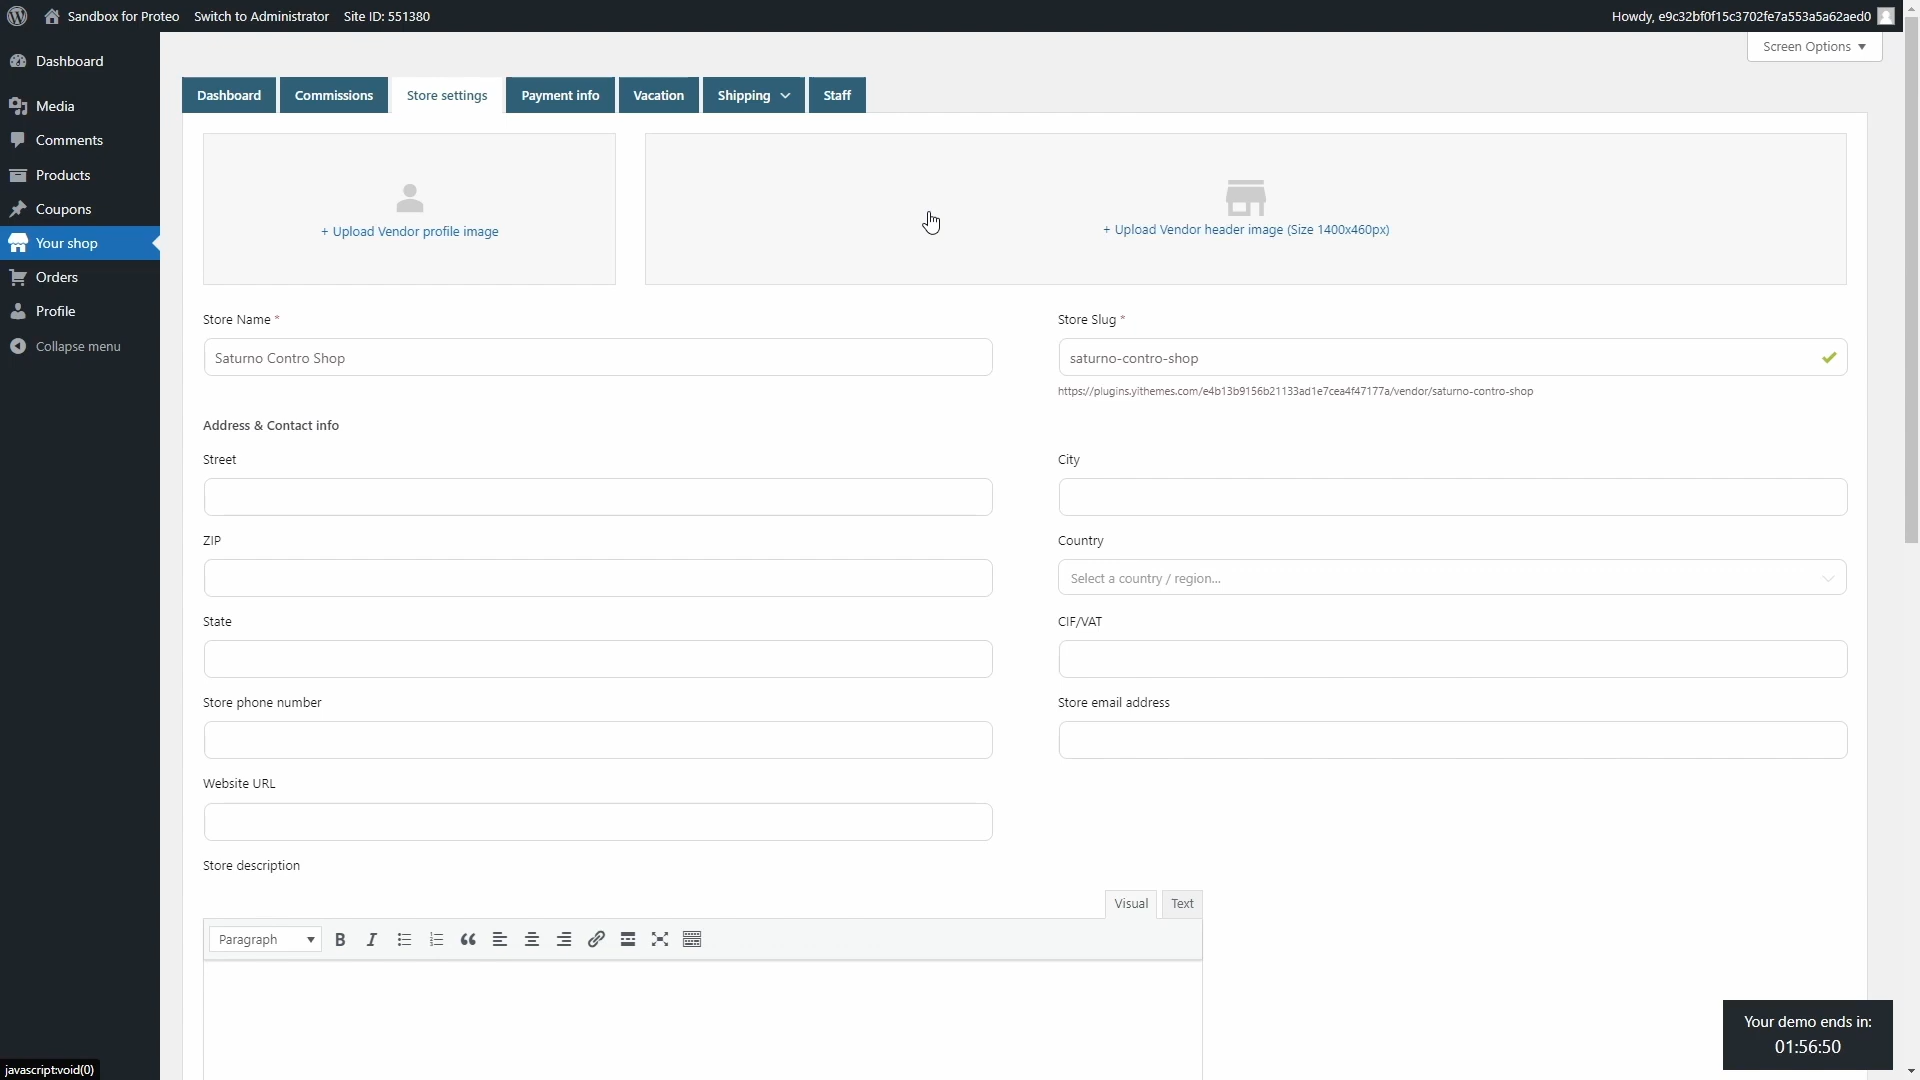 Sandbox for Proteo Switch to Administrator Site ID: 551380 Howdy, e9c32bf0f15c3702fe7a553a5a62aed0
Screen Options
Dashboard
Media
Comments
Products
Coupons
Your shop
Orders
Profile
Collapse menu
Dashboard Commissions Store settings Payment info Vacation Shipping Staff
+ Upload Vendor profile image
+ Upload Vendor header image (Size 1400x460px)
Store Name *
Saturno Contro Shop
Store Slug *
saturno-contro-shop
https://plugins.yithemes.com/e4b13b9156b21133ad1e7cea4f47177a/vendor/saturno-contro-shop
Address & Contact info
Street
City
ZIP
Country
Select a country / region...
State
CIF/VAT
Store phone number
Store email address
Website URL
Store description
Visual Text
Paragraph
Your demo ends in:
01:56:50
javascript:void(0)